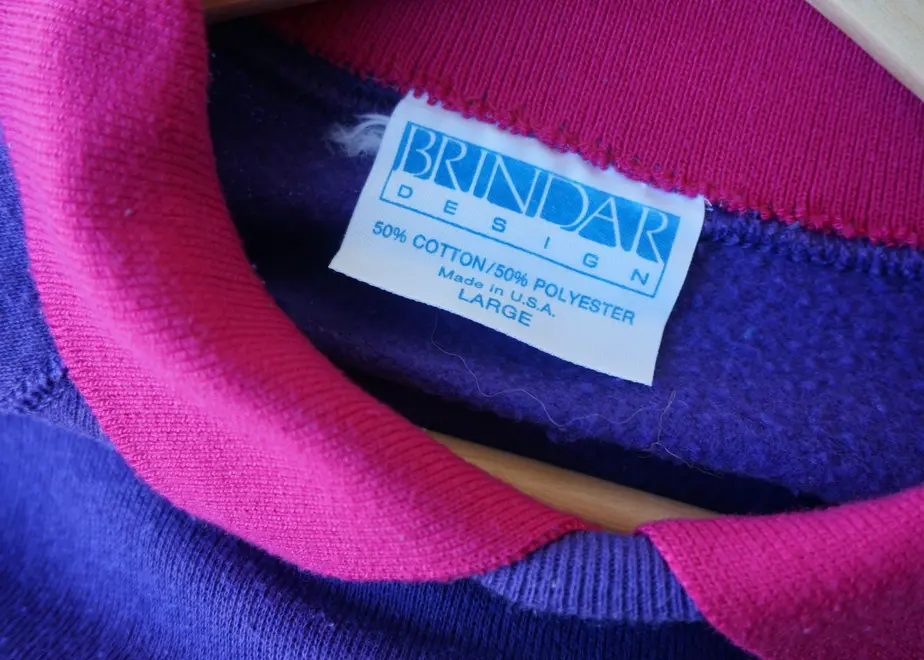 BRINDAR
DESIGN
50% COTTON/50% POLYESTER
Made in U.S.A.
LARGE